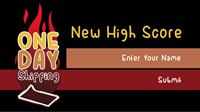 ONE
DAY
Shipping
New High Score
Enter Your Name
Submit